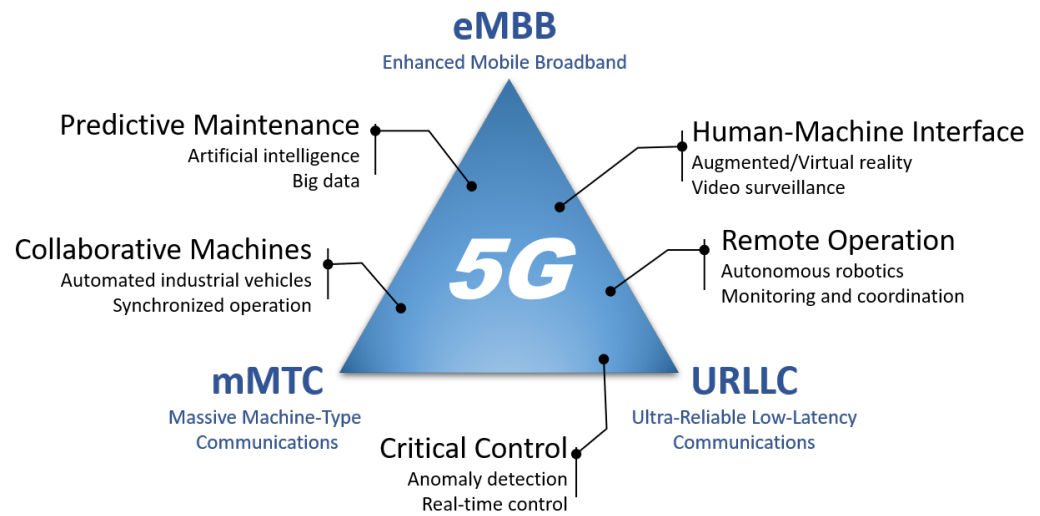 eMBB
Enhanced Mobile Broadband
Predictive Maintenance
Artificial intelligence
Big data
Human-Machine Interface
Augmented/Virtual reality
Video surveillance
Collaborative Machines
Automated industrial vehicles
Synchronized operation
5G
Remote Operation
Autonomous robotics
Monitoring and coordination
mMTC
Massive Machine-Type
Communications
URLLC
Ultra-Reliable Low-Latency
Communications
Critical Control
Anomaly detection
Real-time control